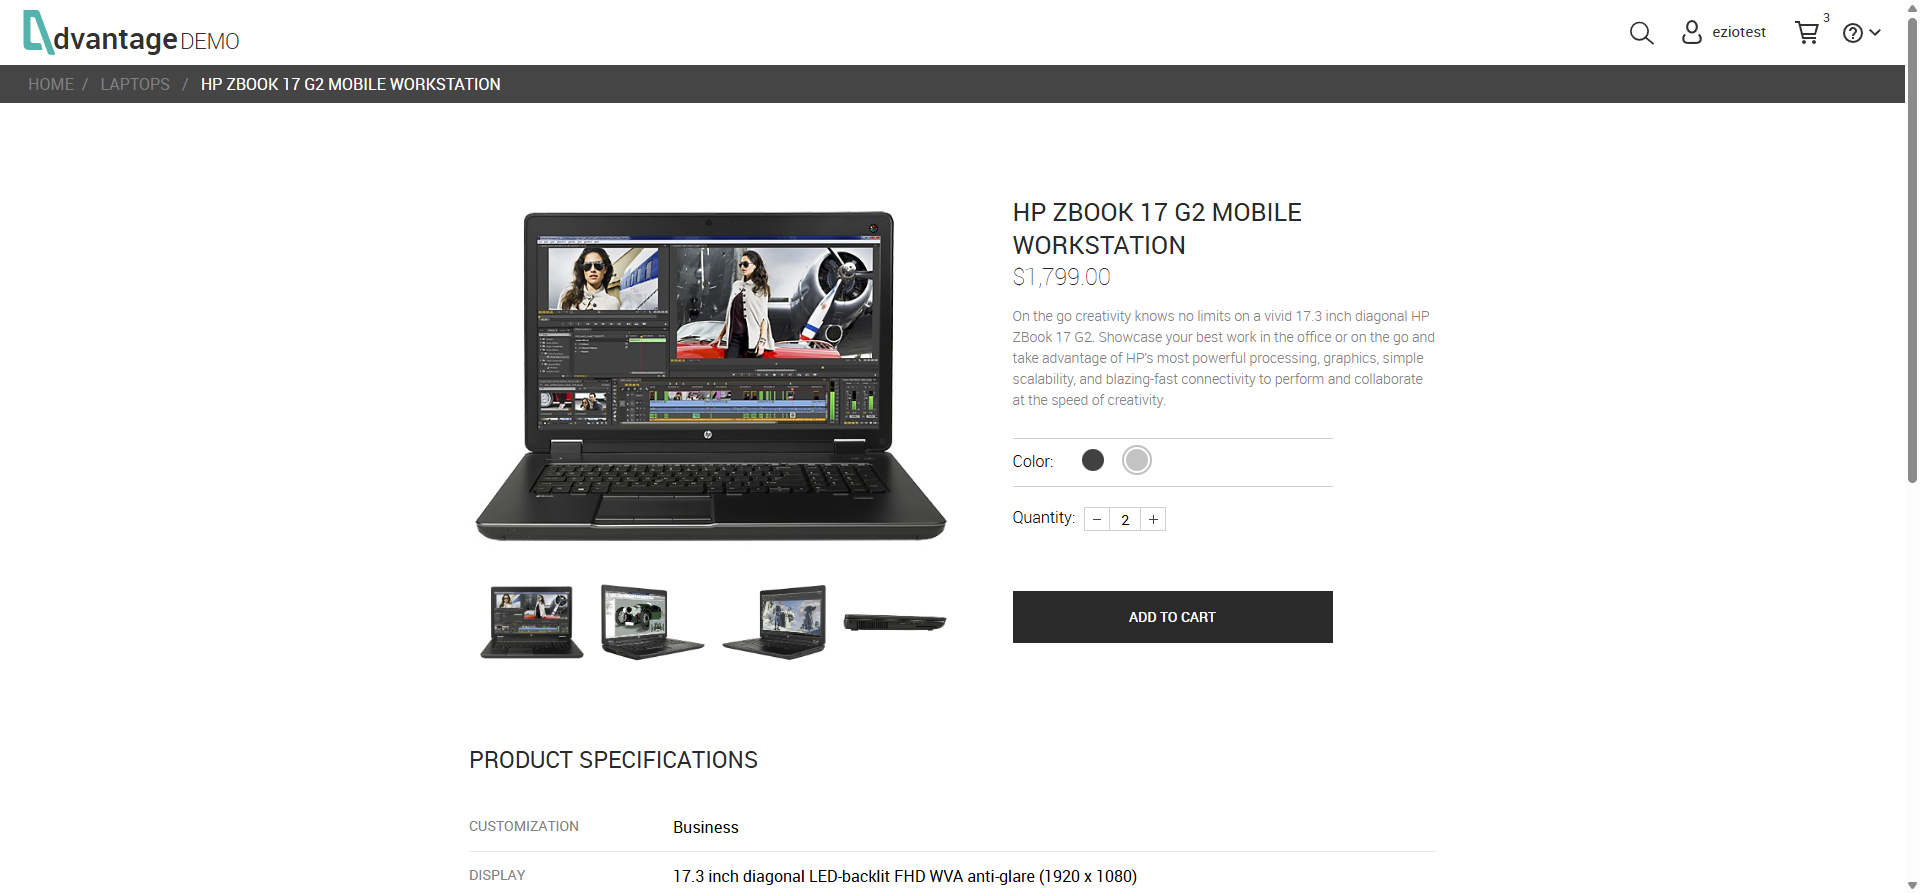 dvantage DEMO
eziotest
3
HOME / LAPTOPS / HP ZBOOK 17 G2 MOBILE WORKSTATION
HP ZBOOK 17 G2 MOBILE
WORKSTATION
$1,799.00
On the go creativity knows no limits on a vivid 17.3 inch diagonal HP
ZBook 17 G2. Showcase your best work in the office or on the go and
take advantage of HP's most powerful processing, graphics, simple
scalability, and blazing-fast connectivity to perform and collaborate
at the speed of creativity.
Color:
Quantity: − 2 +
ADD TO CART
PRODUCT SPECIFICATIONS
CUSTOMIZATION Business
DISPLAY 17.3 inch diagonal LED-backlit FHD WVA anti-glare (1920 x 1080)